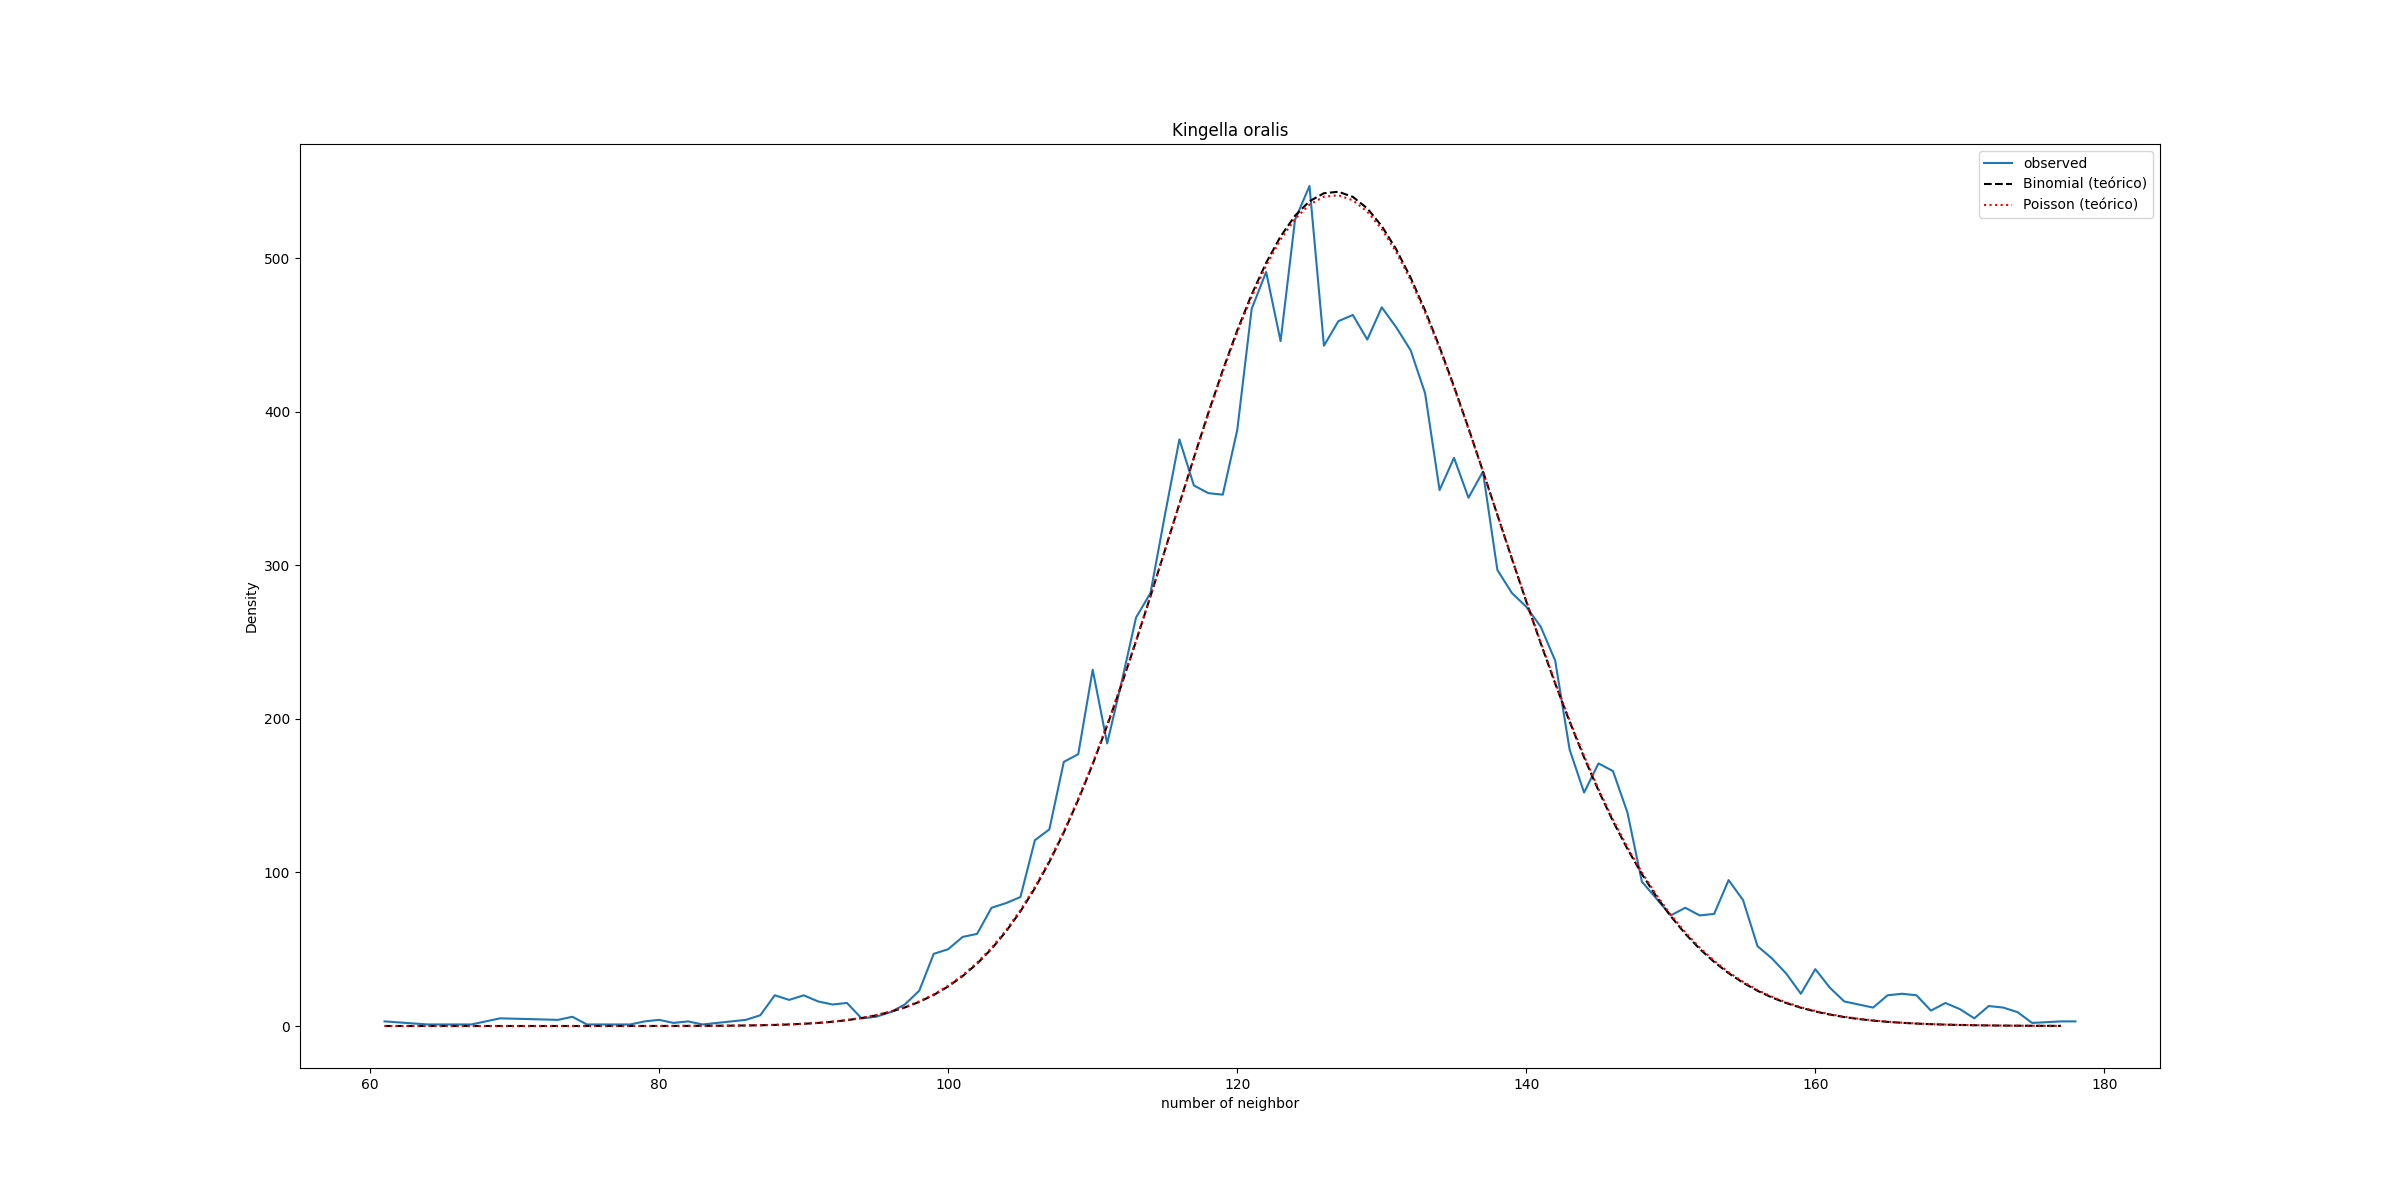 Kingella oralis
observed
Binomial (teórico)
Poisson (teórico)
500
400
300
200
100
0
Density
60 80 100 120 140 160 180
number of neighbor